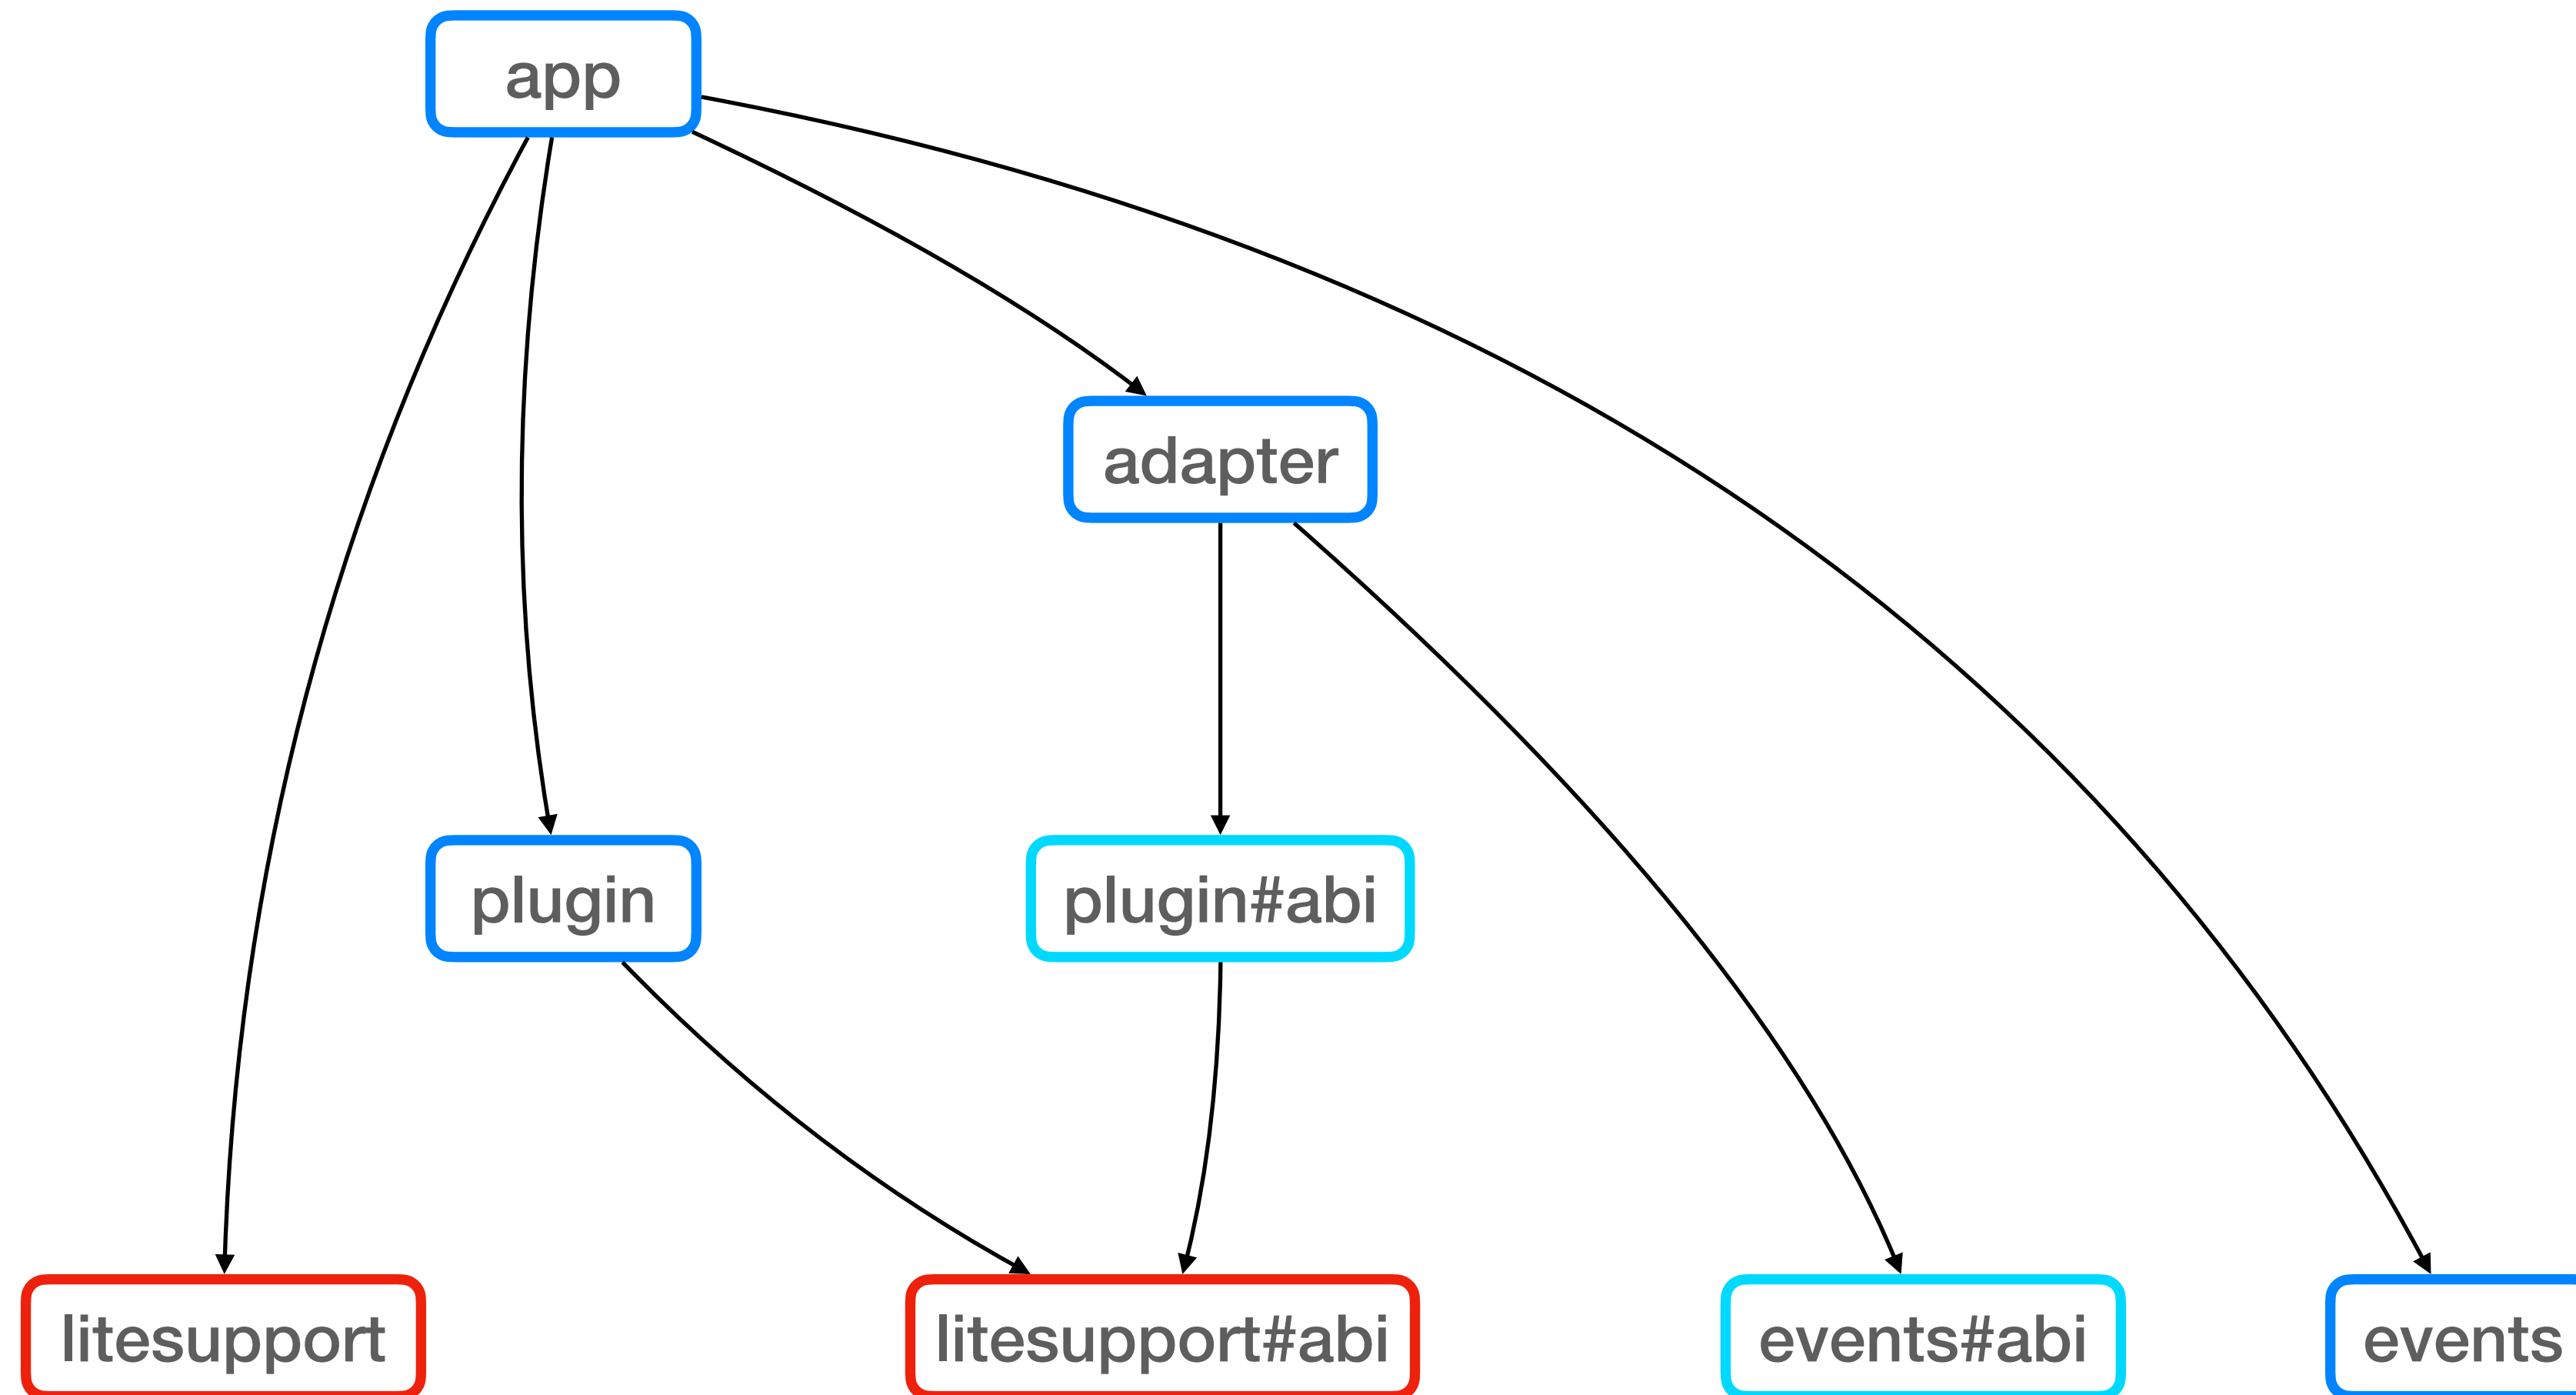 app
adapter
plugin
plugin#abi
litesupport
litesupport#abi
events#abi
events